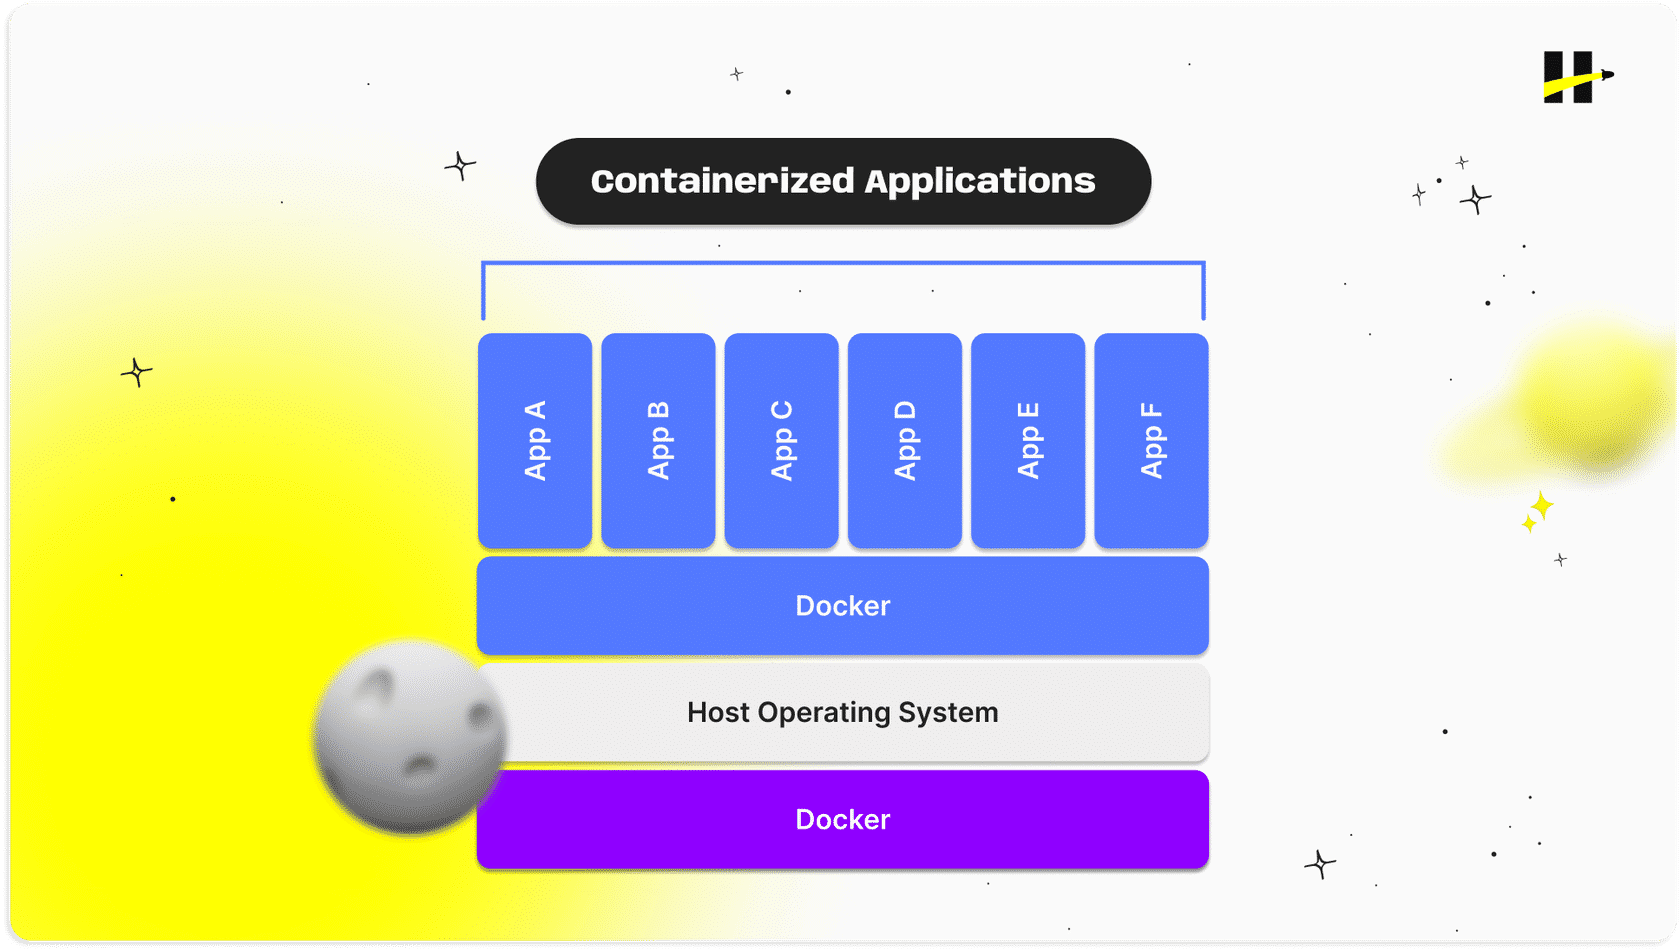 Containerized Applications
App A
App B
App C
App D
App E
App F
Docker
Host Operating System
Docker